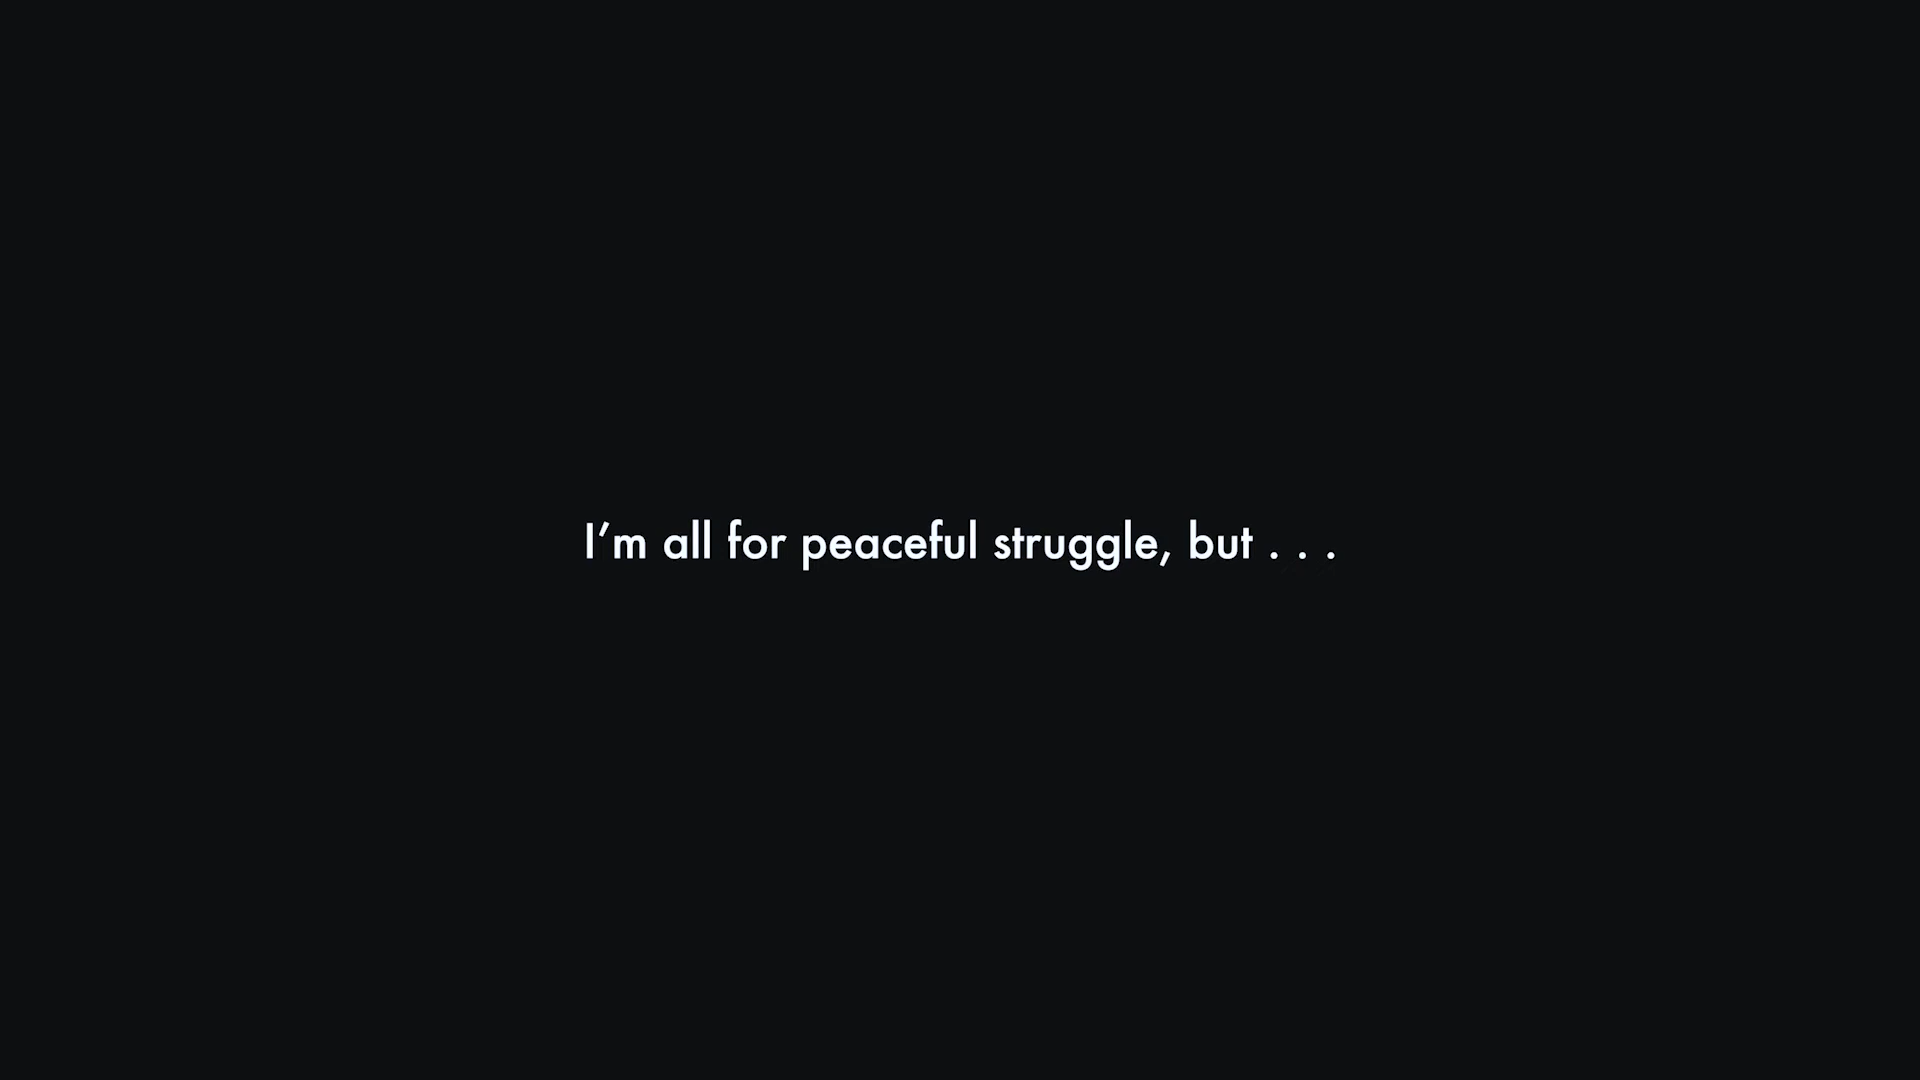 I’m all for peaceful struggle, but . . .